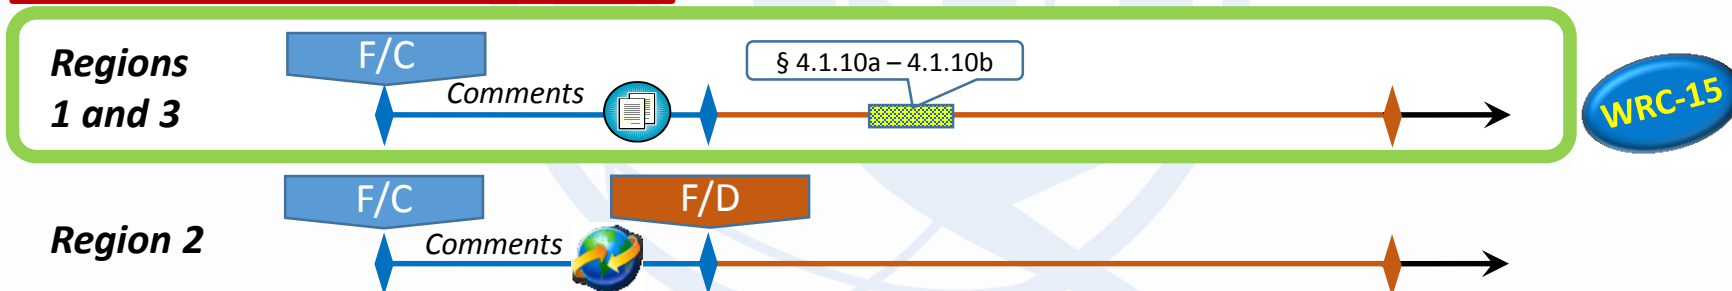 Regions
1 and 3
F/C
Comments
§ 4.1.10a – 4.1.10b
WRC-15
Region 2
F/C
Comments
F/D